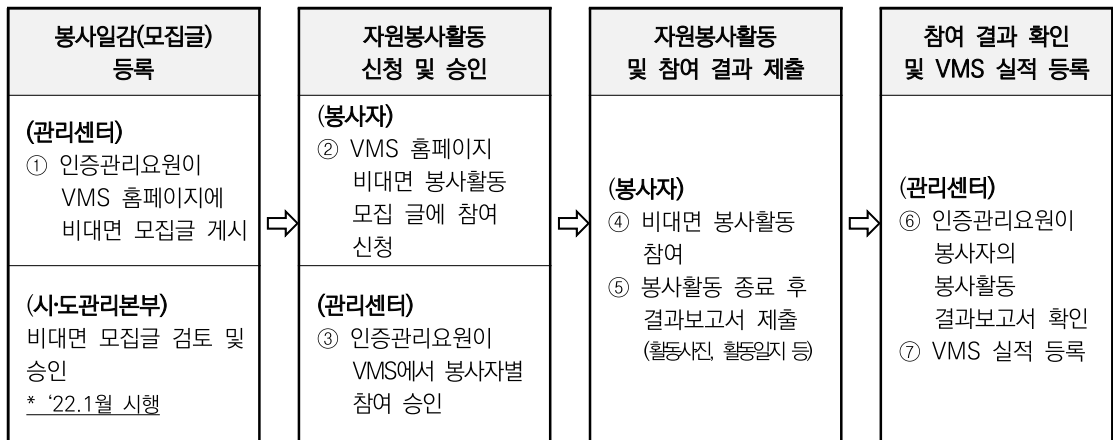 봉사일감(모집글)
등록
(관리센터)
① 인증관리요원이
VMS 홈페이지에
비대면 모집글 게시
(시·도관리본부)
비대면 모집글 검토 및
승인
* ‘22.1월 시행
자원봉사활동
신청 및 승인
(봉사자)
② VMS 홈페이지
비대면 봉사활동
모집 글에 참여
신청
(관리센터)
③ 인증관리요원이
VMS에서 봉사자별
참여 승인
자원봉사활동
및 참여 결과 제출
(봉사자)
④ 비대면 봉사활동
참여
⑤ 봉사활동 종료 후
결과보고서 제출
(활동사진, 활동일지 등)
참여 결과 확인
및 VMS 실적 등록
(관리센터)
⑥ 인증관리요원이
봉사자의
봉사활동
결과보고서 확인
⑦ VMS 실적 등록